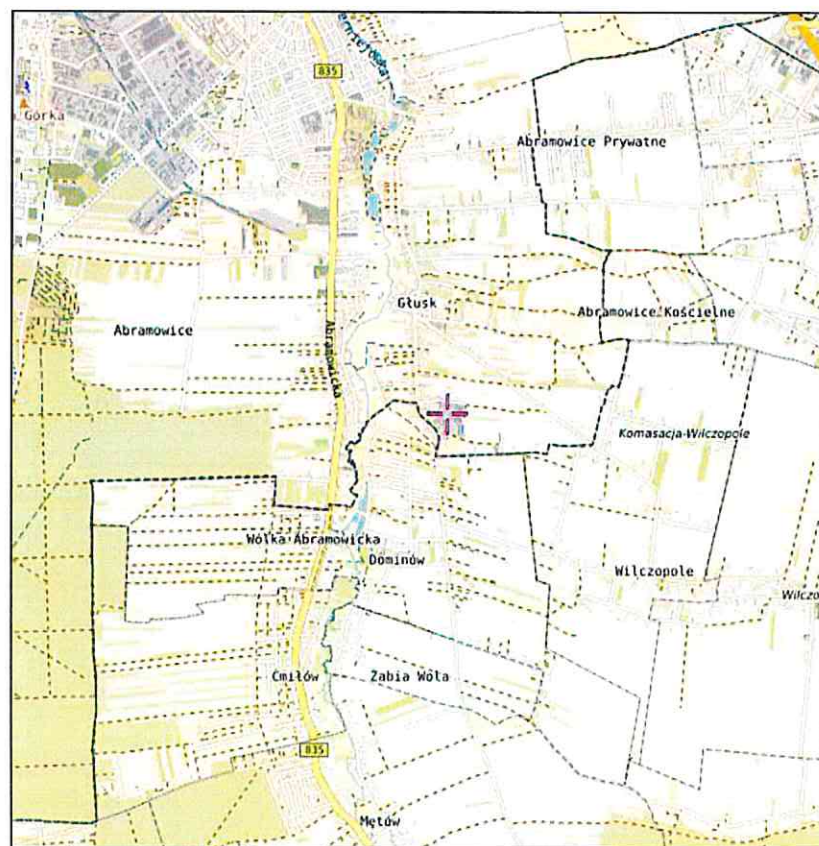 835
Górka
Abramowice Prywatne
Głusk
Abramowice Kościelne
Abramowice
Abramowicka
Komasacja-Wilczopole
Wólka Abramowicka
Dominów
Wilczopole
Ćmiłów
Żabia Wola
835
Mętów